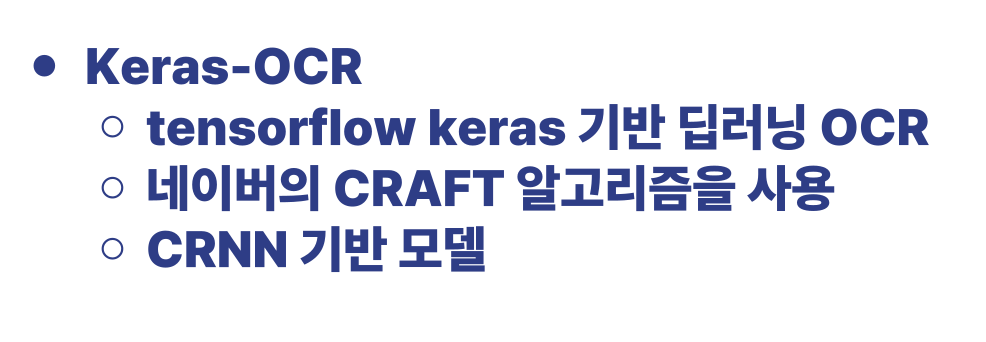 • Keras-OCR
○ tensorflow keras 기반 딥러닝 OCR
○ 네이버의 CRAFT 알고리즘을 사용
○ CRNN 기반 모델